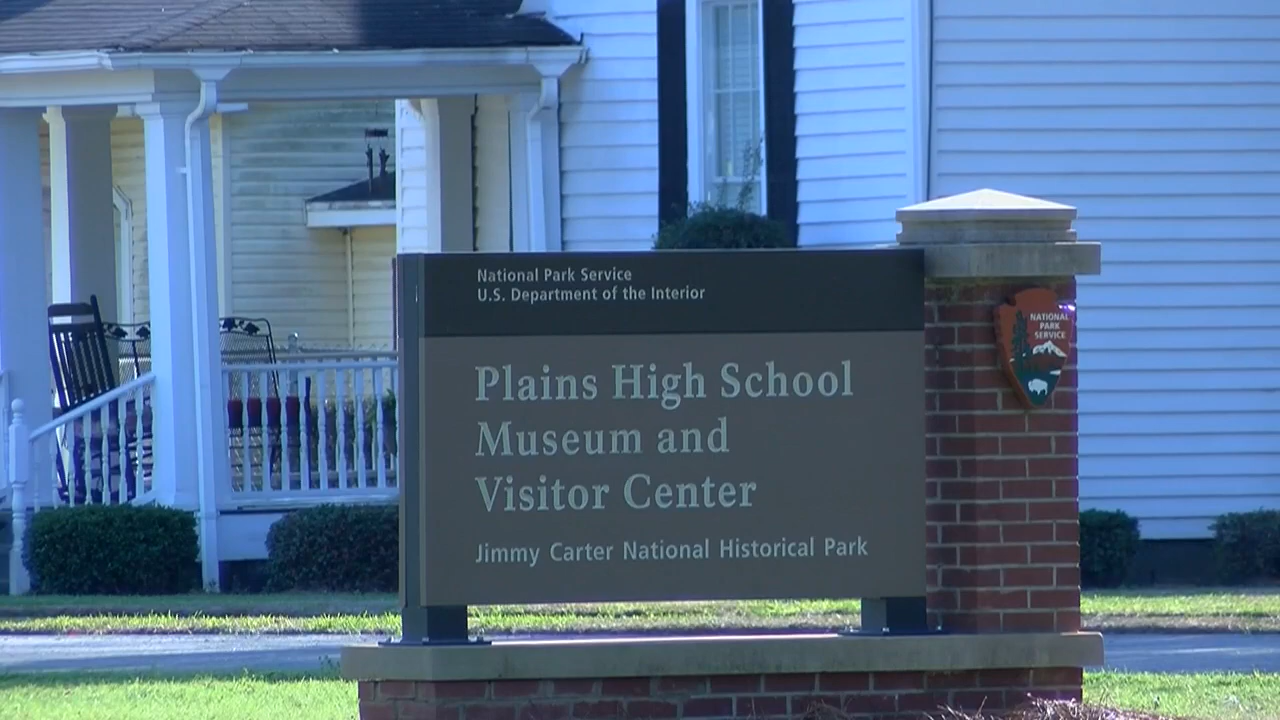 National Park Service
U.S. Department of the Interior
Plains High School
Museum and
Visitor Center
Jimmy Carter National Historical Park
NATIONAL
PARK
SERVICE